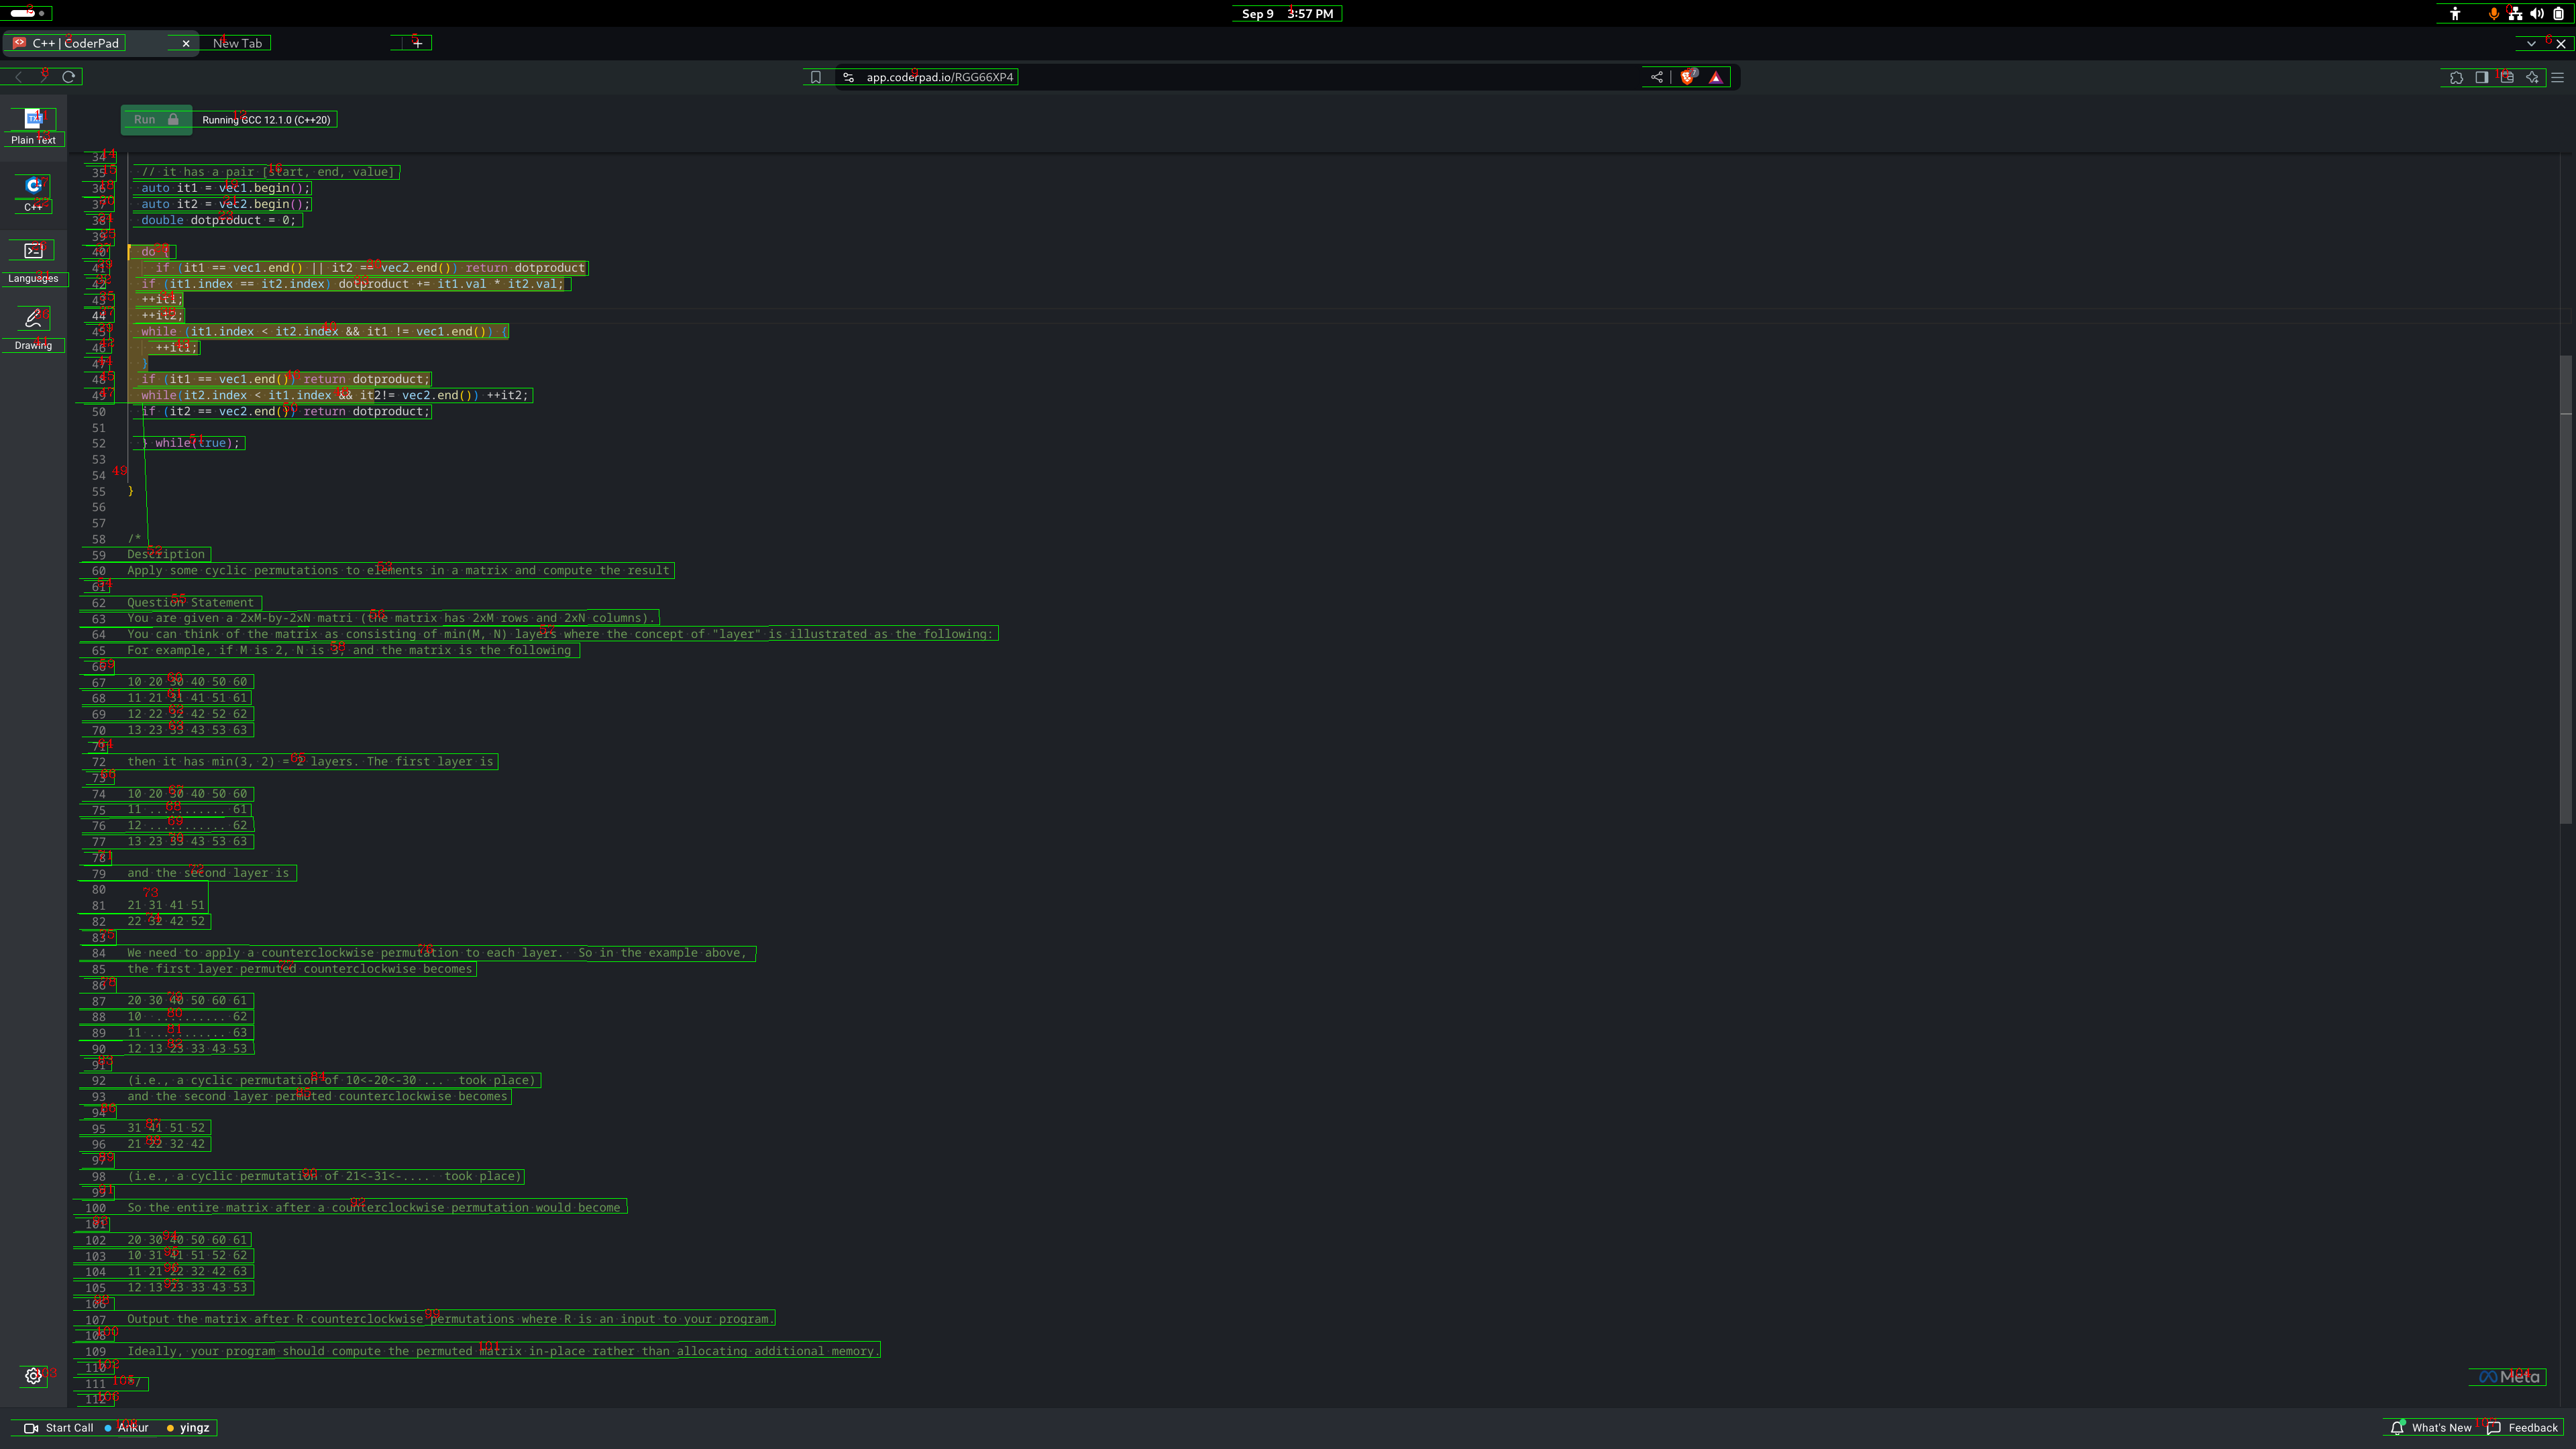 Sep 9 3:57 PM
C++ | CoderPad
New Tab
app.coderpad.io/RGG66XP4
Run Running GCC 12.1.0 (C++20)
Plain Text
C++
Languages
Drawing
34
35 // it has a pair [start, end, value]
36 auto it1 = vec1.begin();
37 auto it2 = vec2.begin();
38 double dotproduct = 0;
39
40 do {
41 if (it1 == vec1.end() || it2 == vec2.end()) return dotproduct
42 if (it1.index == it2.index) dotproduct += it1.val * it2.val;
43 ++it1;
44 ++it2;
45 while (it1.index < it2.index && it1 != vec1.end()) {
46 ++it1;
47 }
48 if (it1 == vec1.end()) return dotproduct;
49 while(it2.index < it1.index && it2!= vec2.end()) ++it2;
50 if (it2 == vec2.end()) return dotproduct;
51
52 } while(true);
53
54
55 }
56
57
58 /*
59 Description
60 Apply some cyclic permutations to elements in a matrix and compute the result
61
62 Question Statement
63 You are given a 2xM-by-2xN matri (the matrix has 2xM rows and 2xN columns).
64 You can think of the matrix as consisting of min(M, N) layers where the concept of "layer" is illustrated as the following:
65 For example, if M is 2, N is 3, and the matrix is the following
66
67 10 20 30 40 50 60
68 11 21 31 41 51 61
69 12 22 32 42 52 62
70 13 23 33 43 53 63
71
72 then it has min(3, 2) = 2 layers. The first layer is
73
74 10 20 30 40 50 60
75 11 ........... 61
76 12 ........... 62
77 13 23 33 43 53 63
78
79 and the second layer is
80
81 21 31 41 51
82 22 32 42 52
83
84 We need to apply a counterclockwise permutation to each layer.  So in the example above,
85 the first layer permuted counterclockwise becomes
86
87 20 30 40 50 60 61
88 10  .......... 62
89 11 ........... 63
90 12 13 23 33 43 53
91
92 (i.e., a cyclic permutation of 10<-20<-30 ...  took place)
93 and the second layer permuted counterclockwise becomes
94
95 31 41 51 52
96 21 22 32 42
97
98 (i.e., a cyclic permutation of 21<-31<-....  took place)
99
100 So the entire matrix after a counterclockwise permutation would become
101
102 20 30 40 50 60 61
103 10 31 41 51 52 62
104 11 21 22 32 42 63
105 12 13 23 33 43 53
106
107 Output the matrix after R counterclockwise permutations where R is an input to your program.
108
109 Ideally, your program should compute the permuted matrix in-place rather than allocating additional memory.
110
111 */
112
Meta
Start Call Ankur yingz What's New Feedback